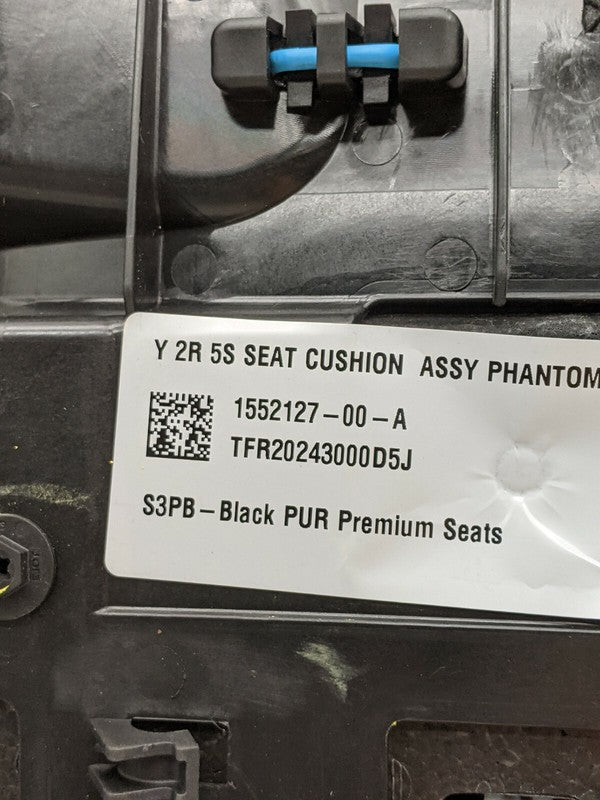 Y 2R 5S SEAT CUSHION ASSY PHANTOM
1552127-00-A
TFR20243000D5J
S3PB-Black PUR Premium Seats